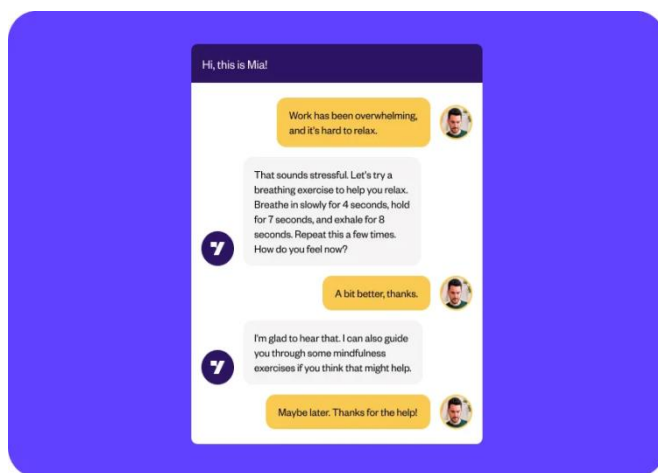 Hi, this is Mia!
Work has been overwhelming,
and it's hard to relax.
That sounds stressful. Let's try a
breathing exercise to help you relax.
Breathe in slowly for 4 seconds, hold
for 7 seconds, and exhale for 8
seconds. Repeat this a few times.
How do you feel now?
A bit better, thanks.
I'm glad to hear that. I can also guide
you through some mindfulness
exercises if you think that might help.
Maybe later. Thanks for the help!